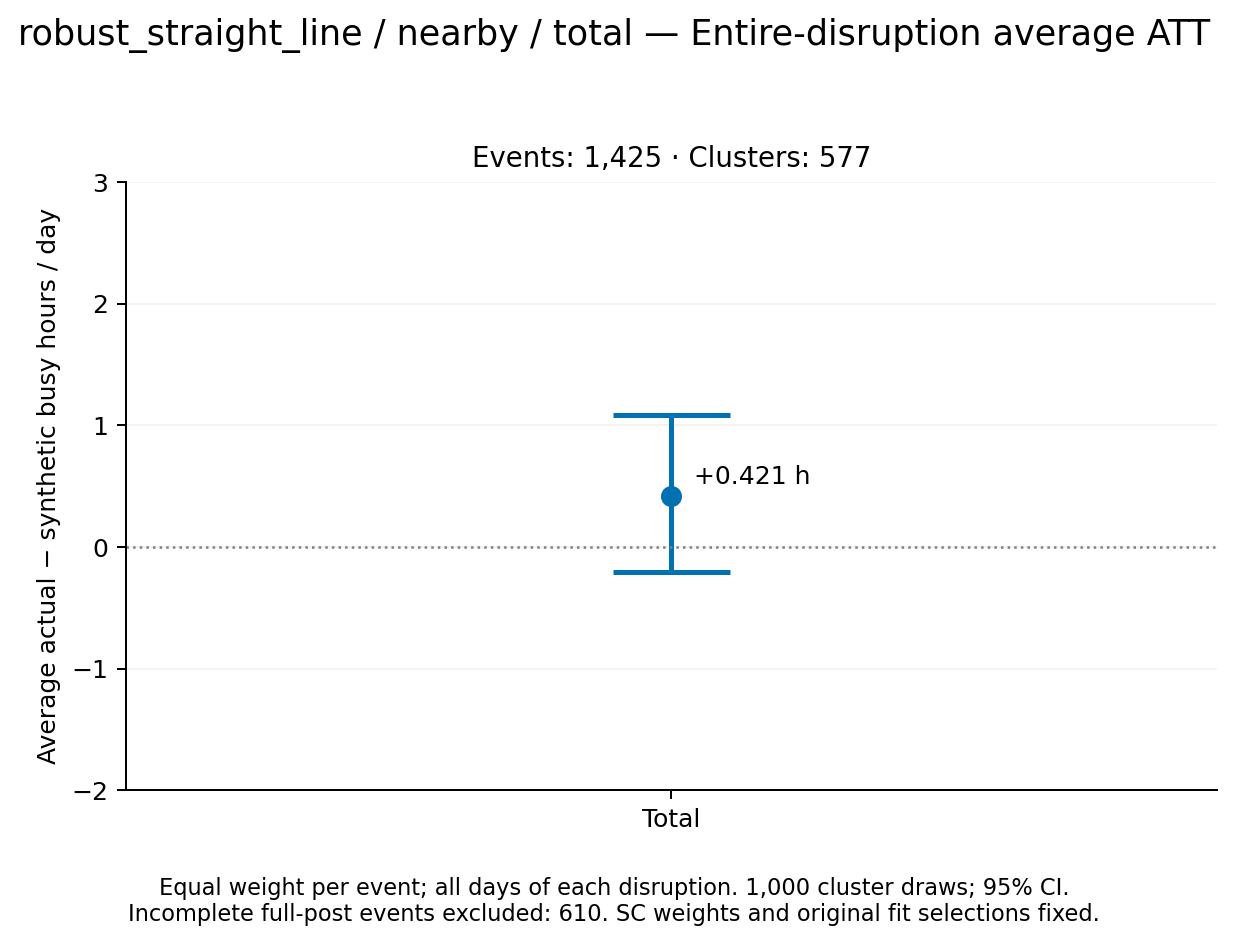 robust_straight_line / nearby / total — Entire-disruption average ATT
Events: 1,425 · Clusters: 577
Average actual − synthetic busy hours / day
3
2
1
0
−1
−2
+0.421 h
Total
Equal weight per event; all days of each disruption. 1,000 cluster draws; 95% CI.
Incomplete full-post events excluded: 610. SC weights and original fit selections fixed.